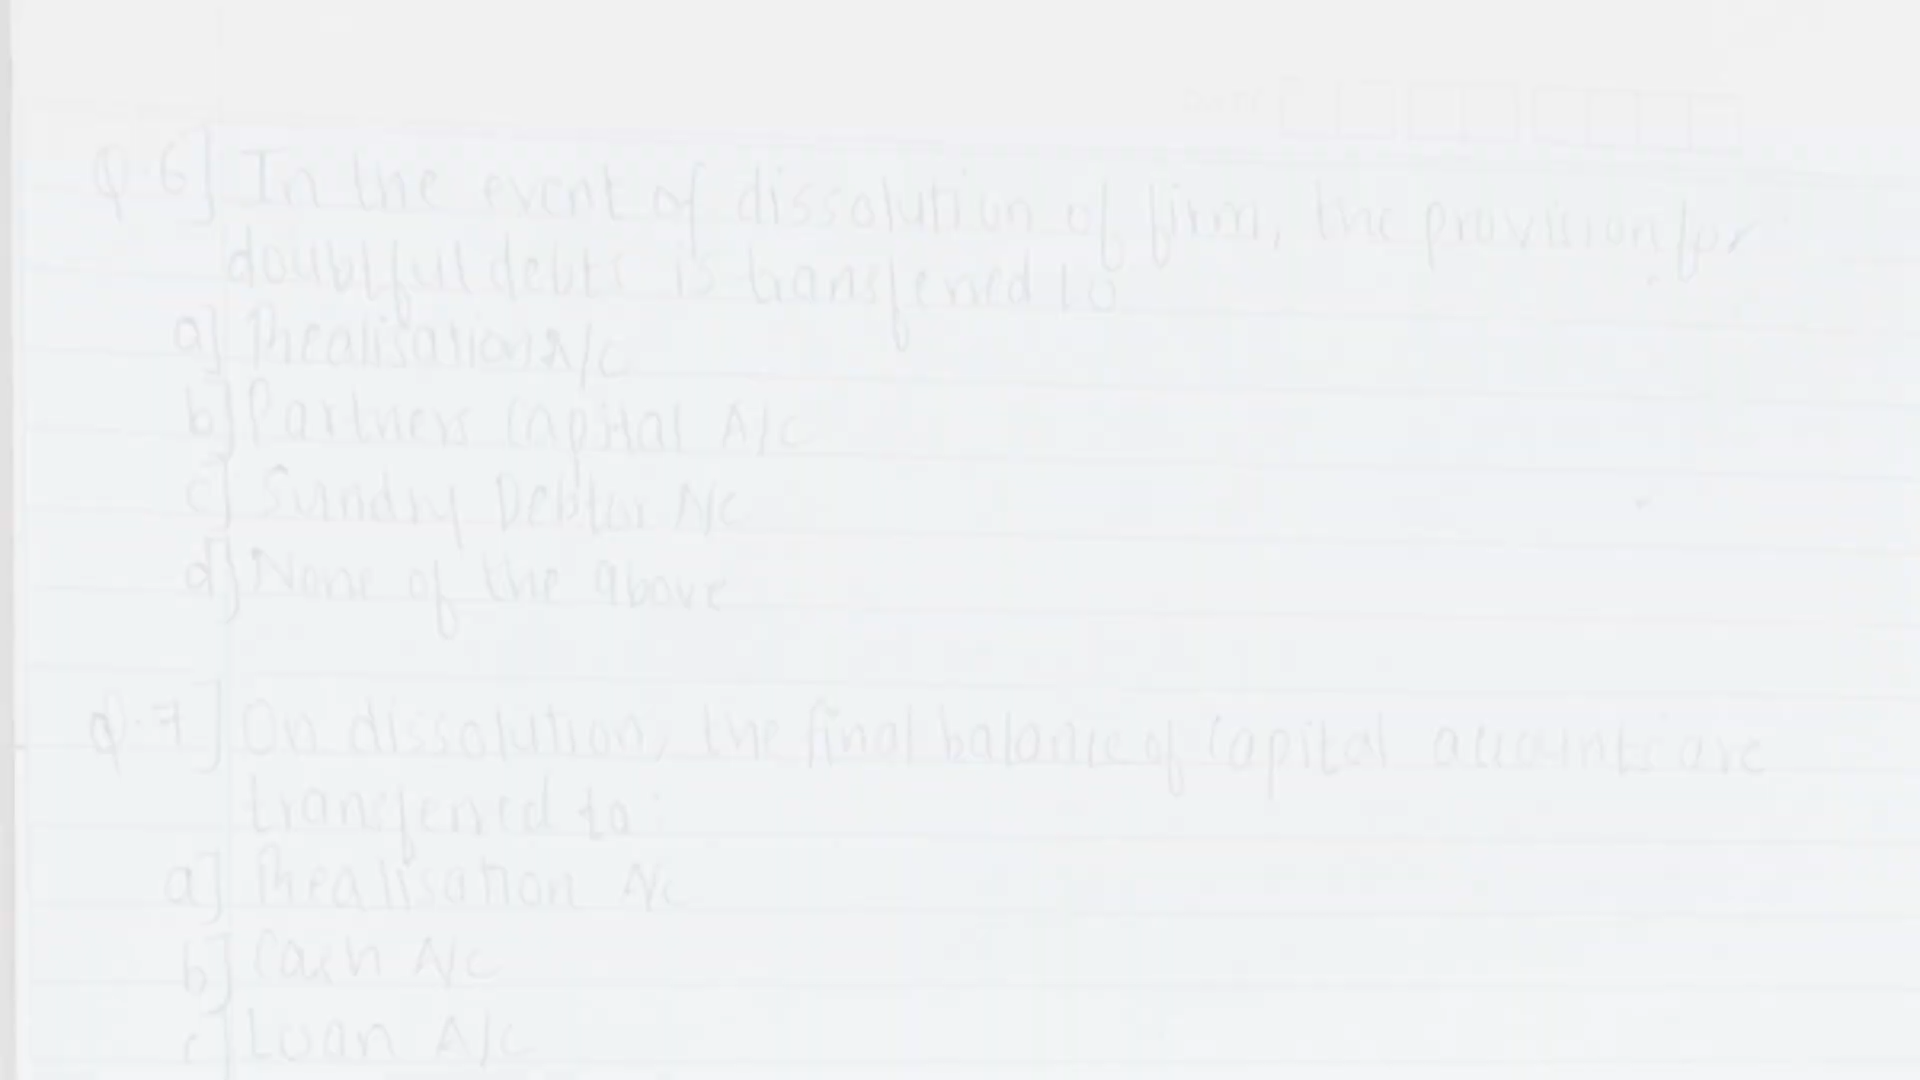 Q.6] In the event of dissolution of firm, the provision for
doubtful debts is transferred to
a] Realisation A/c
b] Partners Capital A/c
c] Sundry Debtor A/c
d] None of the above
Q.7] On dissolution, the final balance of Capital accounts are
transferred to
a] Realisation A/c
b] Cash A/c
c] Loan A/c